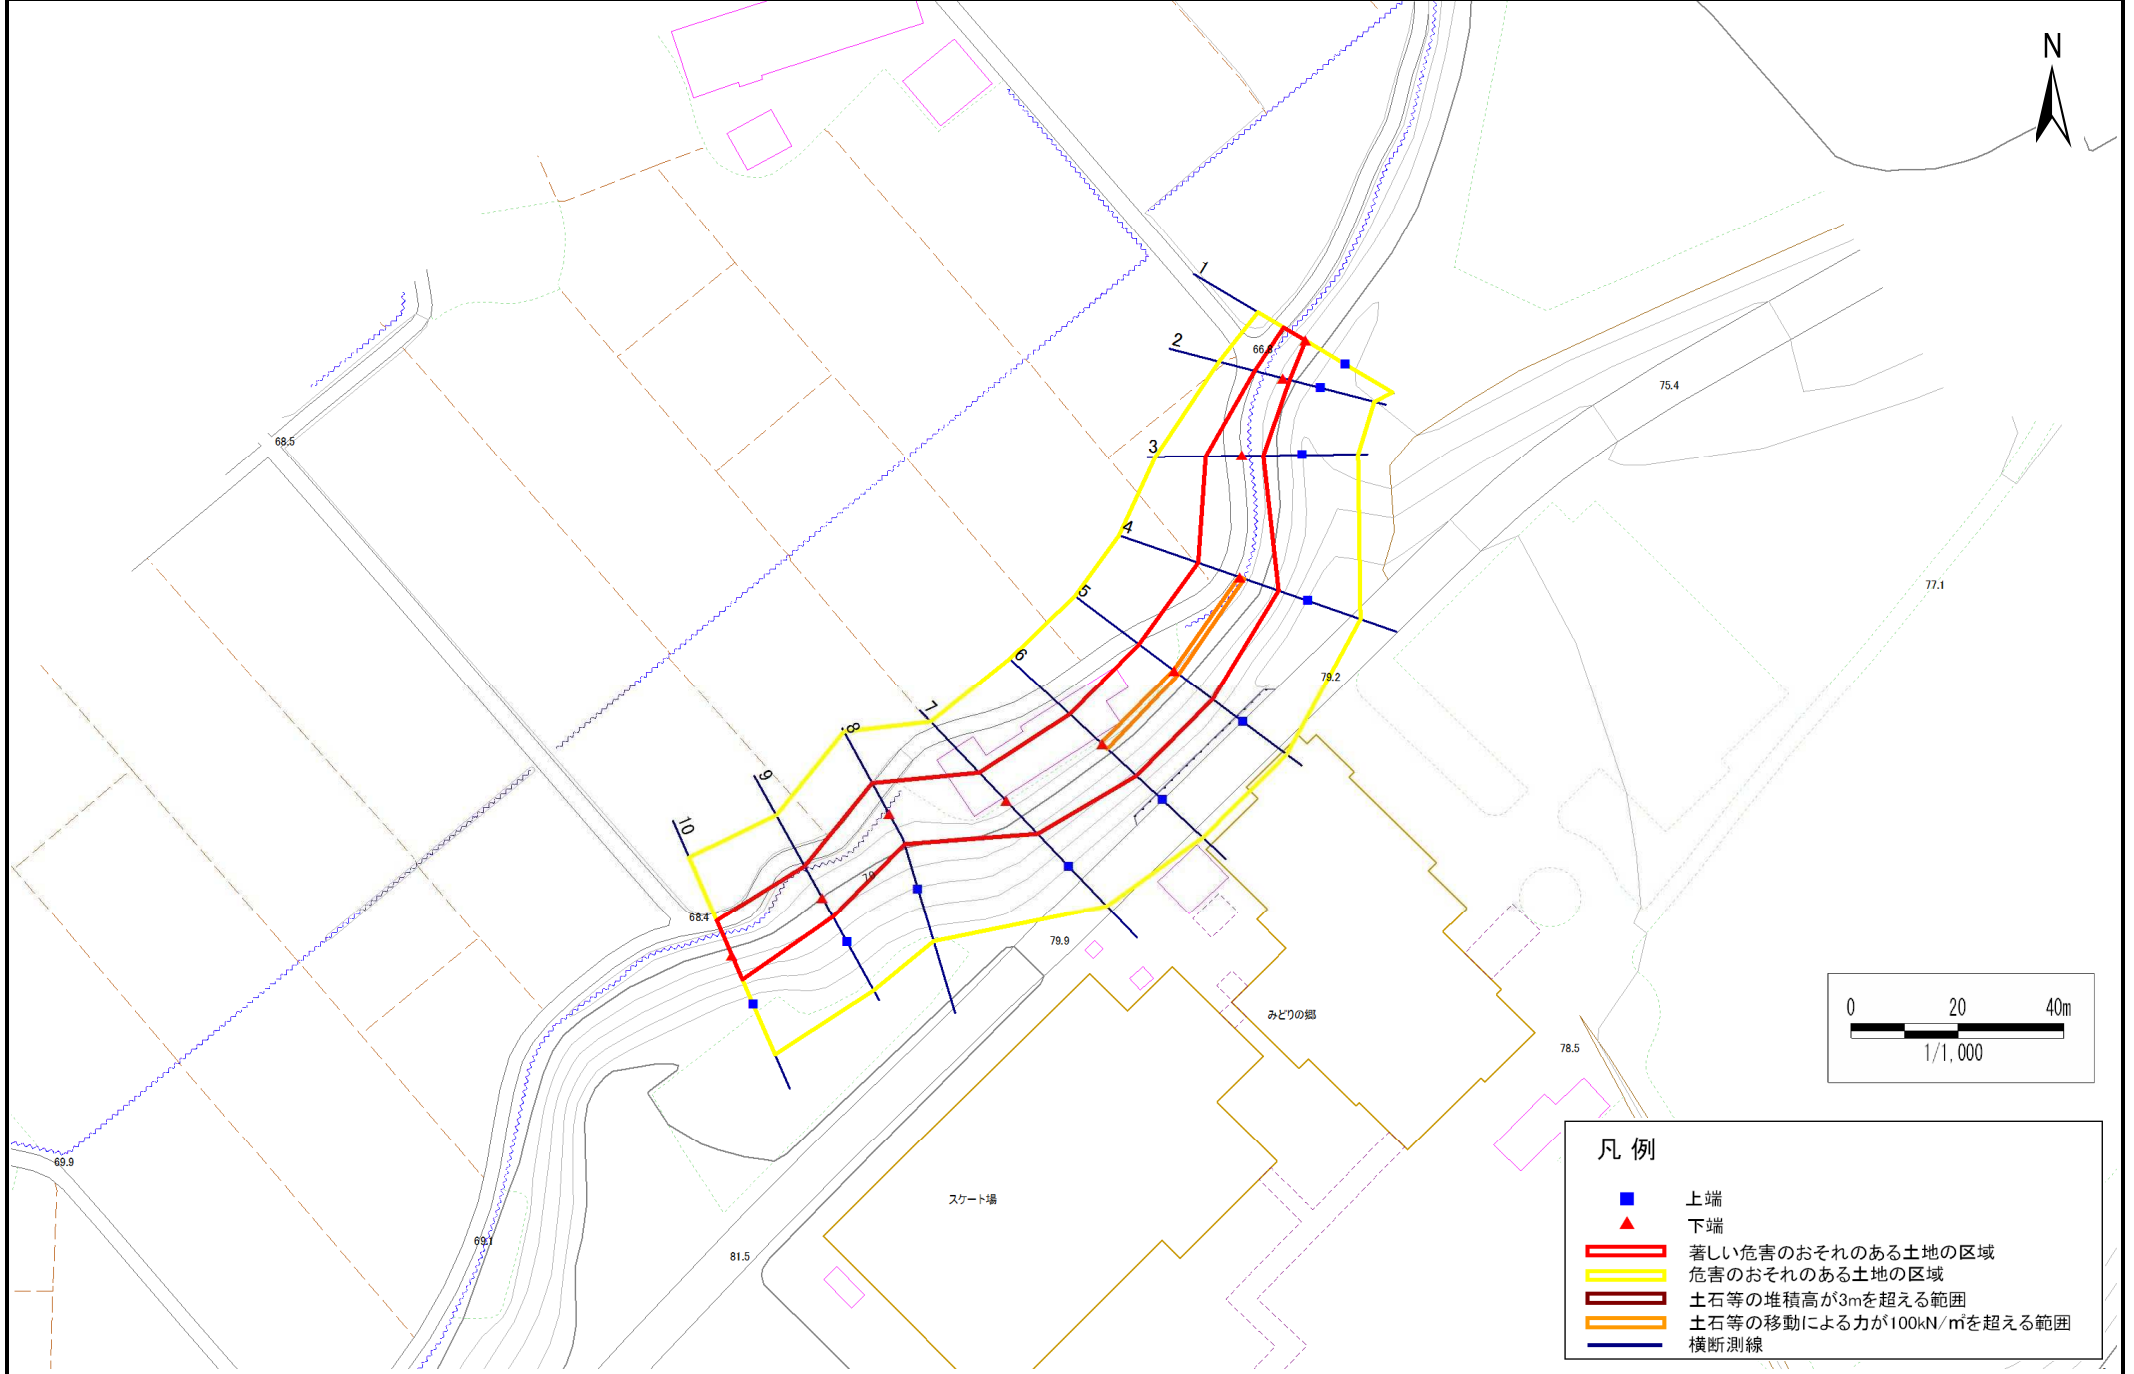 N
1
2
66.8
3
75.4
68.5
4
5
77.1
6
79.2
7
8
9
10
70
68.4
79.9
みどりの郷
78.5
0 20 40m
1/1,000
69.9
スケート場
69.1
81.5
凡 例
上端
下端
著しい危害のおそれのある土地の区域
危害のおそれのある土地の区域
土石等の堆積高が3mを超える範囲
土石等の移動による力が100kN/㎡を超える範囲
横断測線